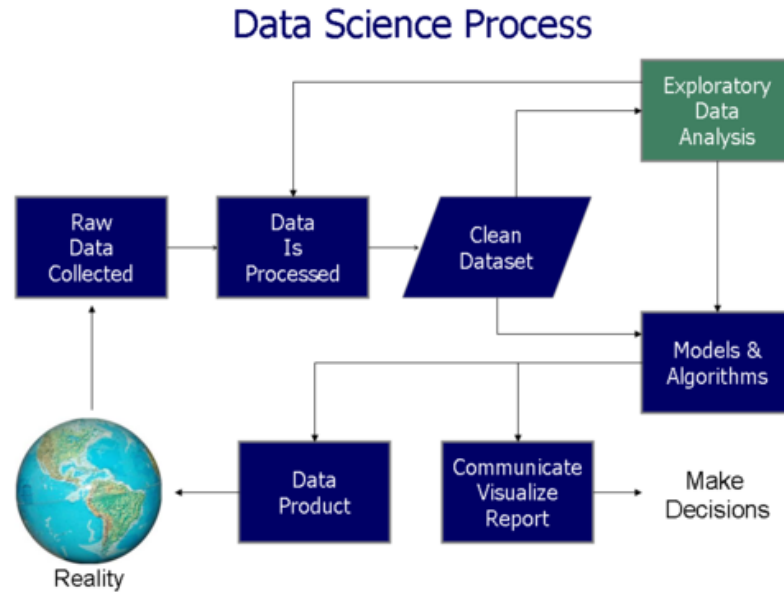 Data Science Process
Exploratory
Data
Analysis
Raw
Data
Collected
Data
Is
Processed
Clean
Dataset
Models &
Algorithms
Data
Product
Communicate
Visualize
Report
Make
Decisions
Reality